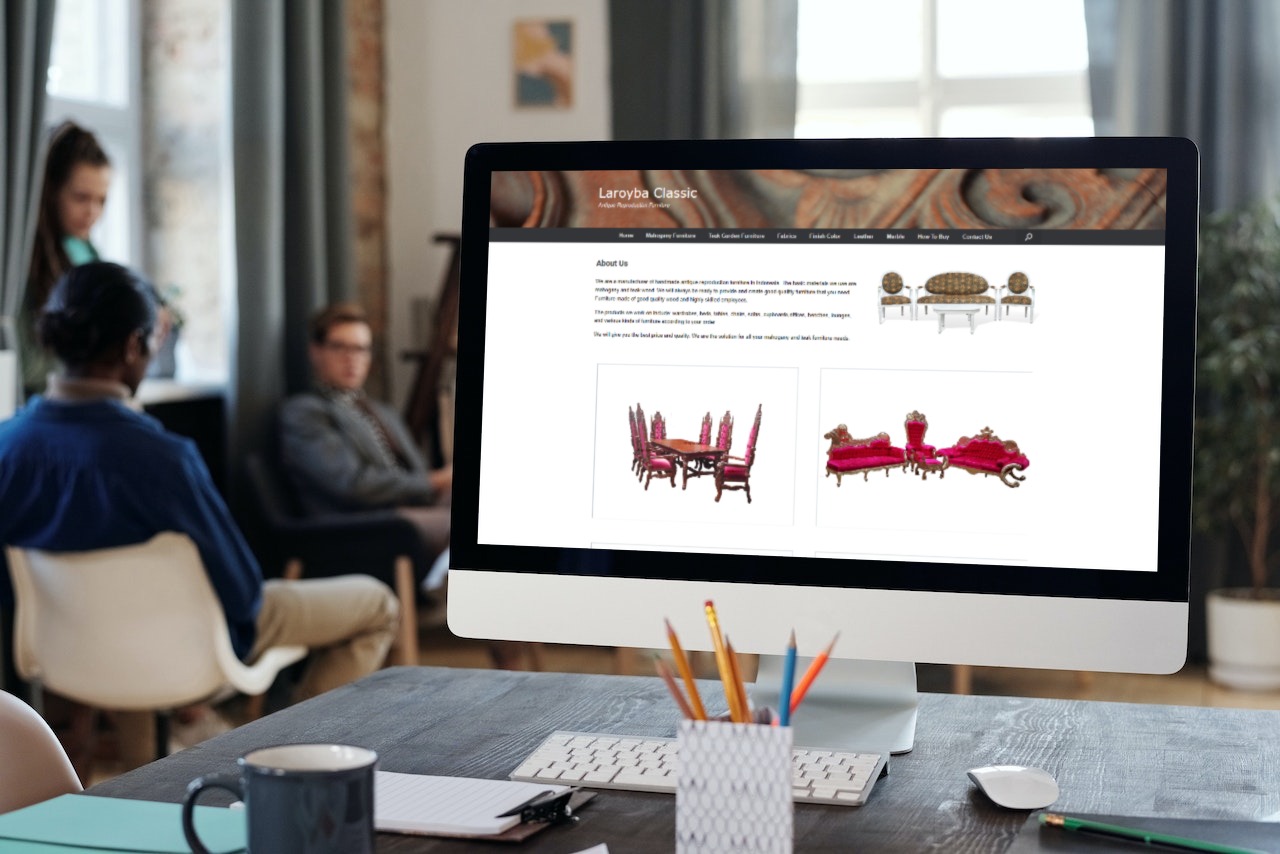 Laroyba Classic
Antique Reproduction Furniture
Home Mahogany Furniture Teak Garden Furniture Fabrics Finish Color Leather Marble How To Buy Contact Us
About Us
We are a manufacturer of handmade antique reproduction furniture in Indonesia. The basic materials we use are
mahogany and teak wood. We will always be ready to provide and create good quality furniture that you need.
Furniture made of good quality wood and highly skilled employees.
The products we work on include: wardrobes, beds, tables, chairs, sofas, cupboards, offices, benches, lounges,
and various kinds of furniture according to your order.
We will give you the best price and quality. We are the solution for all your mahogany and teak furniture needs.